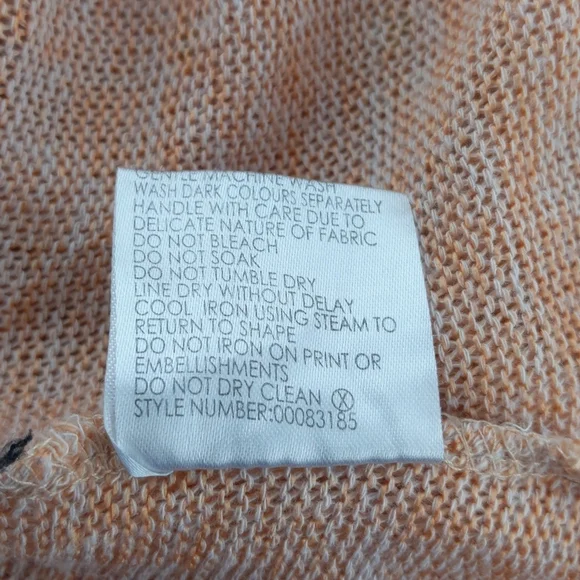 GENTLE MACHINE WASH
WASH DARK COLOURS SEPARATELY
HANDLE WITH CARE DUE TO
DELICATE NATURE OF FABRIC
DO NOT BLEACH
DO NOT SOAK
DO NOT TUMBLE DRY
LINE DRY WITHOUT DELAY
COOL IRON USING STEAM TO
RETURN TO SHAPE
DO NOT IRON ON PRINT OR
EMBELLISHMENTS
DO NOT DRY CLEAN
STYLE NUMBER:00083185